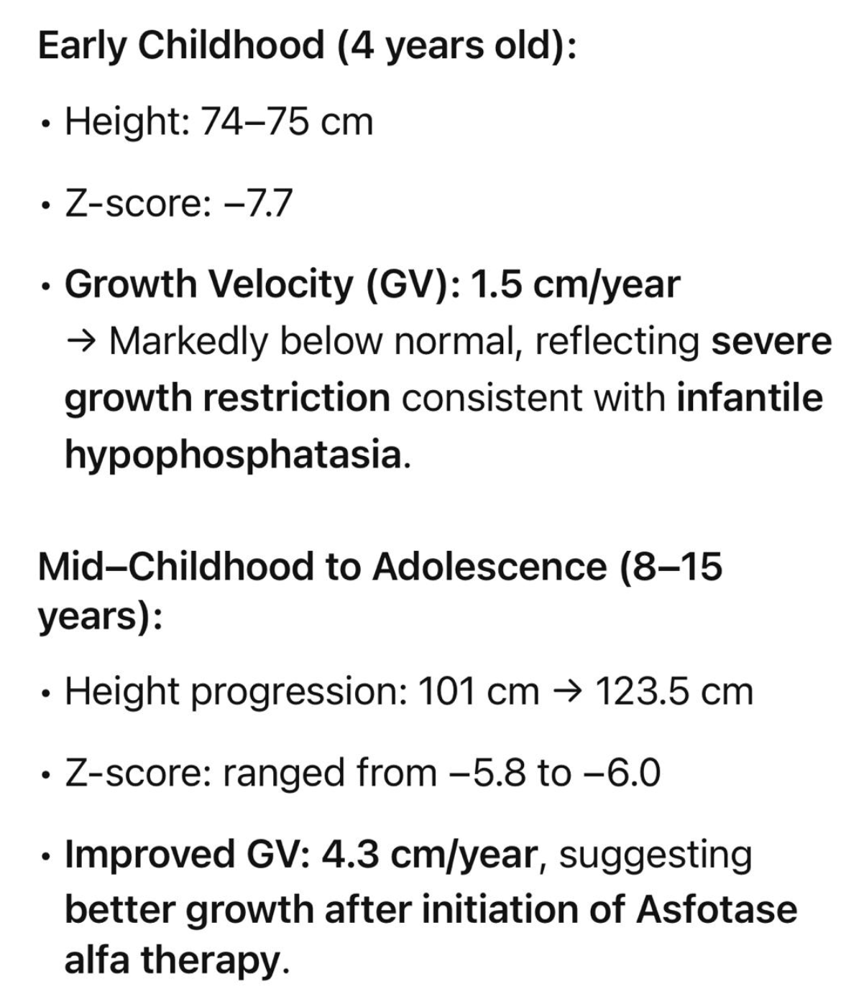 Early Childhood (4 years old):
• Height: 74–75 cm
• Z-score: –7.7
• Growth Velocity (GV): 1.5 cm/year
→ Markedly below normal, reflecting severe
growth restriction consistent with infantile
hypophosphatasia.
Mid–Childhood to Adolescence (8–15
years):
• Height progression: 101 cm → 123.5 cm
• Z-score: ranged from –5.8 to –6.0
• Improved GV: 4.3 cm/year, suggesting
better growth after initiation of Asfotase
alfa therapy.